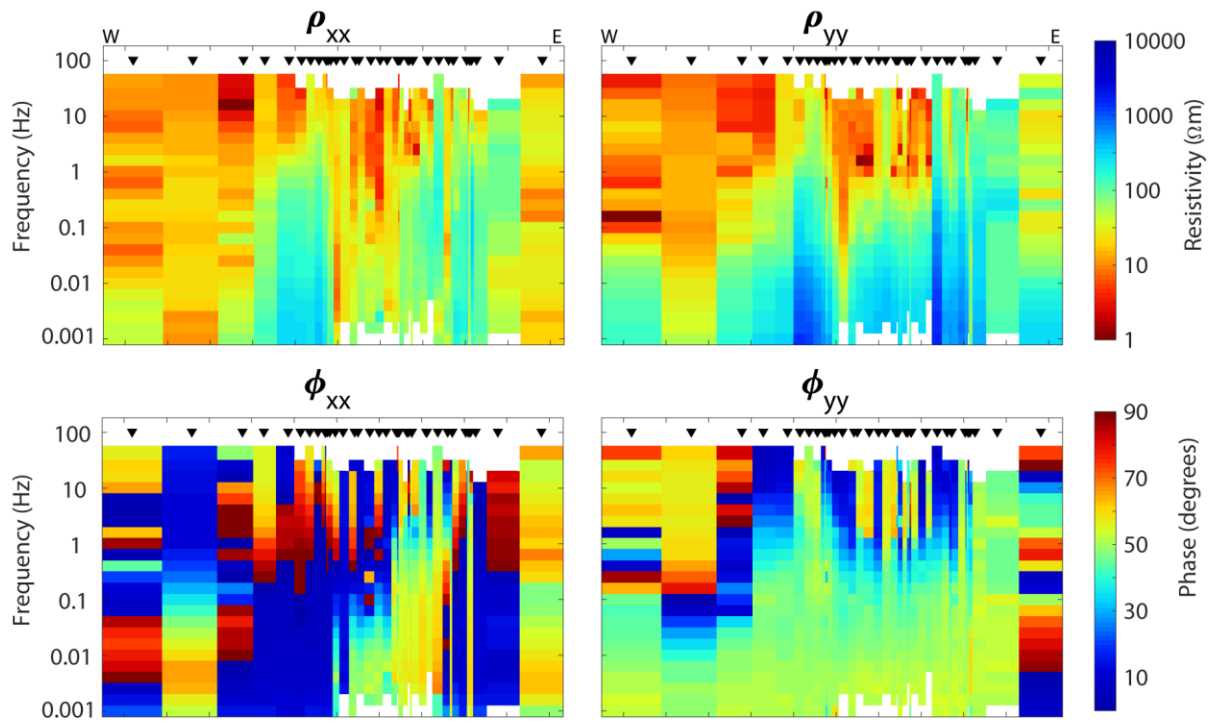 ρxx
ρyy
W
E
W
E
100
10
1
0.1
0.01
0.001
Frequency (Hz)
10000
1000
100
10
1
Resistivity (Ωm)
ϕxx
ϕyy
100
10
1
0.1
0.01
0.001
Frequency (Hz)
90
70
50
30
10
Phase (degrees)